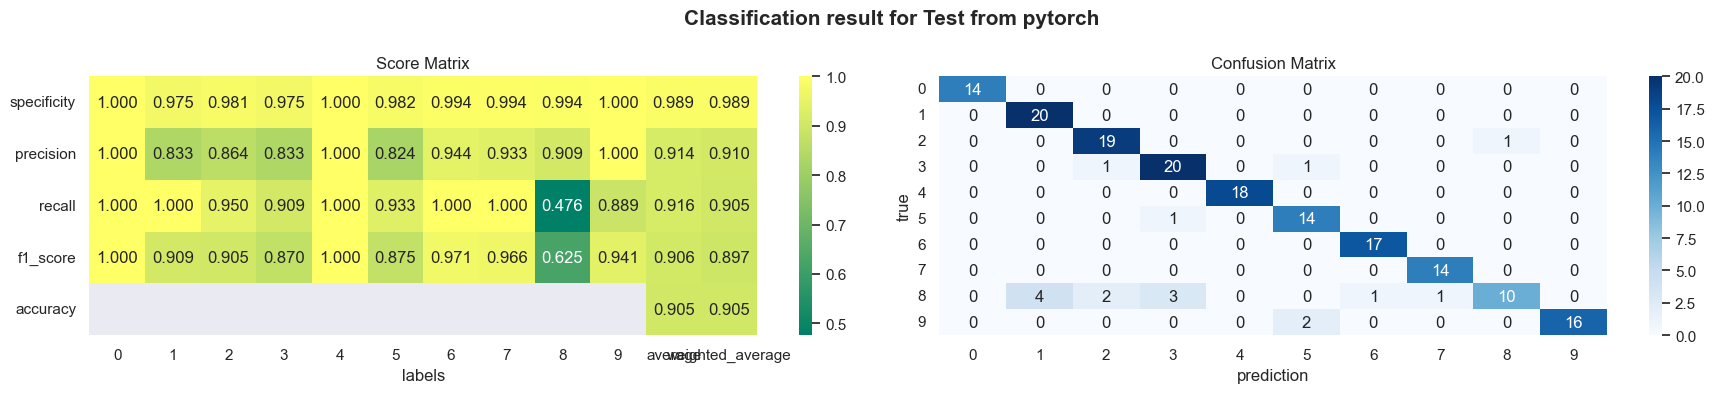 Classification result for Test from pytorch
Score Matrix
specificity 1.000 0.975 0.981 0.975 1.000 0.982 0.994 0.994 0.994 1.000 0.989 0.989
precision 1.000 0.833 0.864 0.833 1.000 0.824 0.944 0.933 0.909 1.000 0.914 0.910
recall 1.000 1.000 0.950 0.909 1.000 0.933 1.000 1.000 0.476 0.889 0.916 0.905
f1_score 1.000 0.909 0.905 0.870 1.000 0.875 0.971 0.966 0.625 0.941 0.906 0.897
accuracy 0.905 0.905
0 1 2 3 4 5 6 7 8 9 average weighted_average
labels
1.0
0.9
0.8
0.7
0.6
0.5
Confusion Matrix
true
0 14 0 0 0 0 0 0 0 0 0
1 0 20 0 0 0 0 0 0 0 0
2 0 0 19 0 0 0 0 0 1 0
3 0 0 1 20 0 1 0 0 0 0
4 0 0 0 0 18 0 0 0 0 0
5 0 0 0 1 0 14 0 0 0 0
6 0 0 0 0 0 0 17 0 0 0
7 0 0 0 0 0 0 0 14 0 0
8 0 4 2 3 0 0 1 1 10 0
9 0 0 0 0 0 2 0 0 0 16
0 1 2 3 4 5 6 7 8 9
prediction
20.0
17.5
15.0
12.5
10.0
7.5
5.0
2.5
0.0